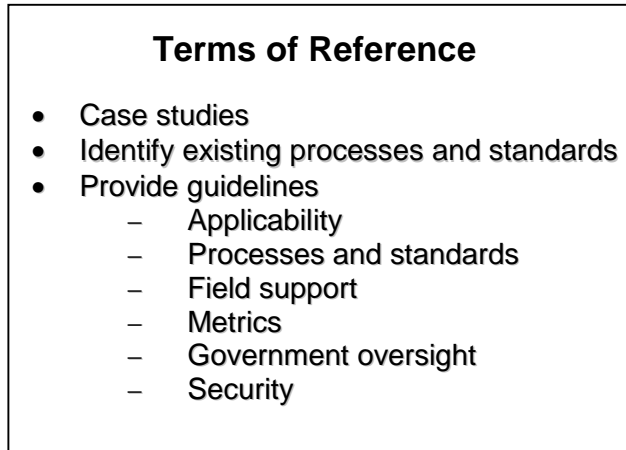 Terms of Reference
• Case studies
• Identify existing processes and standards
• Provide guidelines
– Applicability
– Processes and standards
– Field support
– Metrics
– Government oversight
– Security